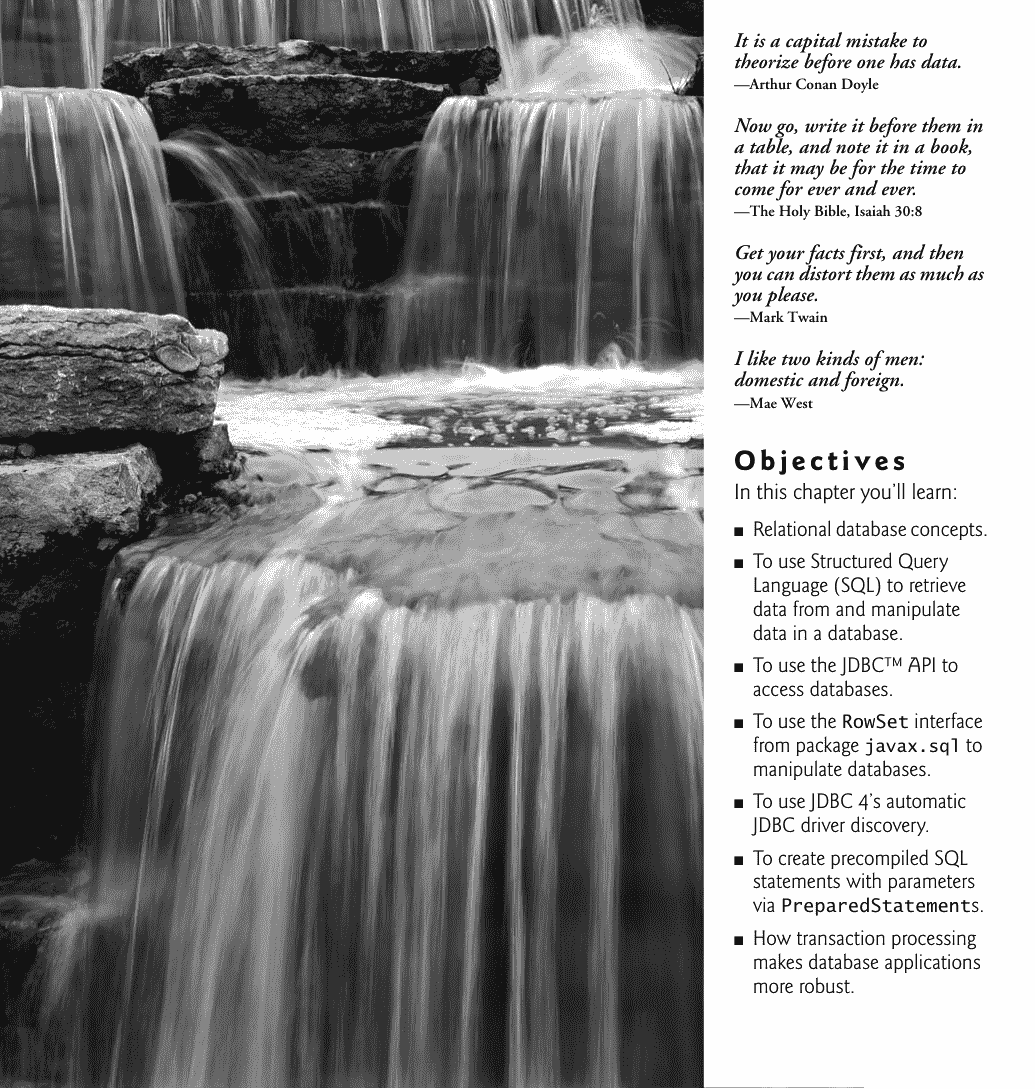 It is a capital mistake to
theorize before one has data.
—Arthur Conan Doyle
Now go, write it before them in
a table, and note it in a book,
that it may be for the time to
come for ever and ever.
—The Holy Bible, Isaiah 30:8
Get your facts first, and then
you can distort them as much as
you please.
—Mark Twain
I like two kinds of men:
domestic and foreign.
—Mae West
Objectives
In this chapter you'll learn:
■ Relational database concepts.
■ To use Structured Query
Language (SQL) to retrieve
data from and manipulate
data in a database.
■ To use the JDBC™ API to
access databases.
■ To use the RowSet interface
from package javax.sql to
manipulate databases.
■ To use JDBC 4's automatic
JDBC driver discovery.
■ To create precompiled SQL
statements with parameters
via PreparedStatements.
■ How transaction processing
makes database applications
more robust.